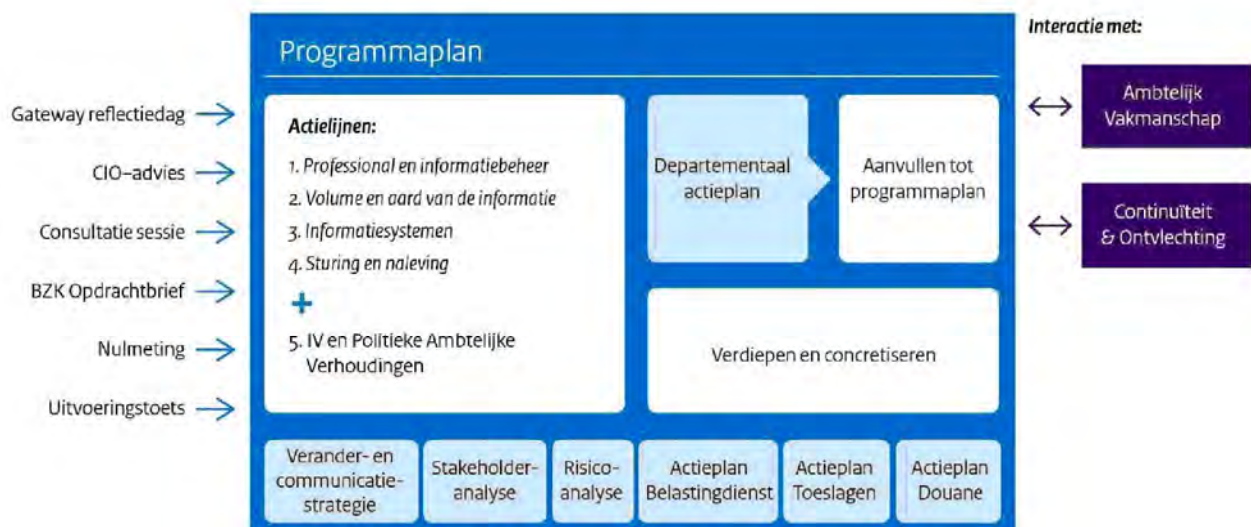 Programmaplan
Interactie met:
Gateway reflectiedag
CIO-advies
Consultatie sessie
BZK Opdrachtbrief
Nulmeting
Uitvoeringstoets
Actielijnen:
1. Professional en informatiebeheer
2. Volume en aard van de informatie
3. Informatiesystemen
4. Sturing en naleving
+
5. IV en Politieke Ambtelijke
Verhoudingen
Departementaal
actieplan
Aanvullen tot
programmaplan
Verdiepen en concretiseren
Ambtelijk
Vakmanschap
Continuïteit
& Ontvlechting
Verander- en
communicatie-
strategie
Stakeholder-
analyse
Risico-
analyse
Actieplan
Belastingdienst
Actieplan
Toeslagen
Actieplan
Douane